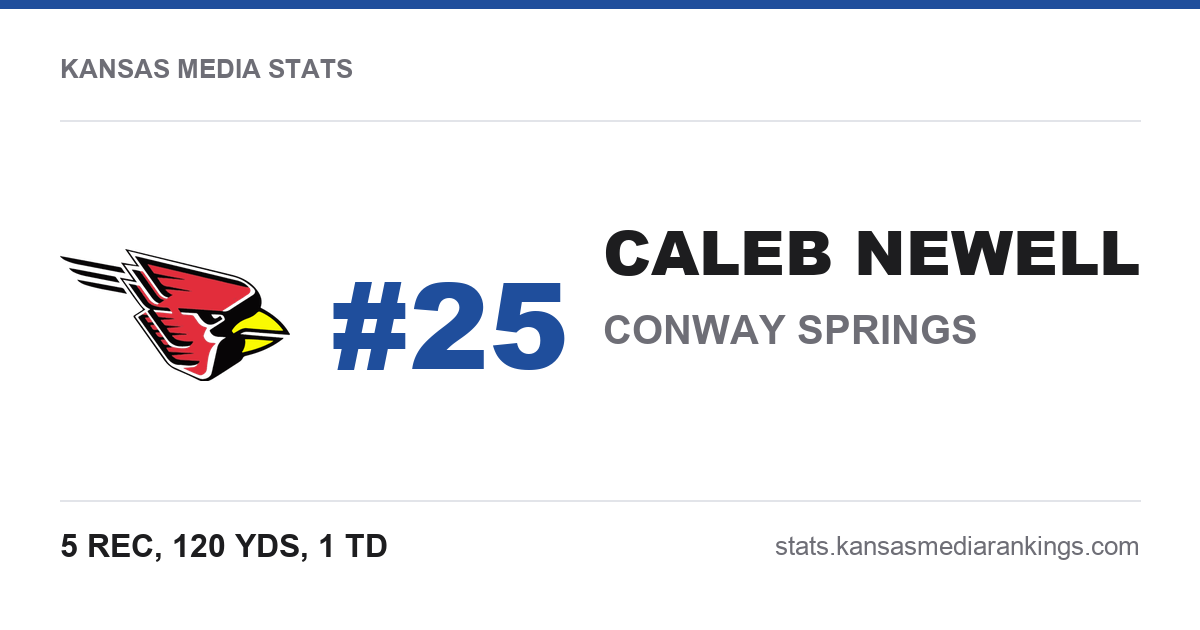 KANSAS MEDIA STATS
#25
CALEB NEWELL
CONWAY SPRINGS
5 REC, 120 YDS, 1 TD
stats.kansasmediarankings.com